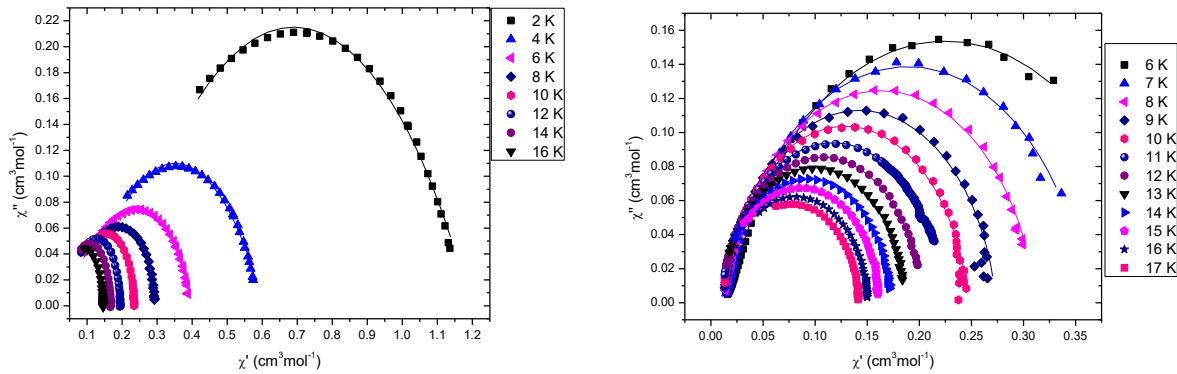 0.22
0.20
0.18
0.16
0.14
0.12
0.10
0.08
0.06
0.04
0.02
0.00
χ'' (cm³mol⁻¹)
0.1 0.2 0.3 0.4 0.5 0.6 0.7 0.8 0.9 1.0 1.1 1.2
χ' (cm³mol⁻¹)
2 K
4 K
6 K
8 K
10 K
12 K
14 K
16 K
0.16
0.14
0.12
0.10
0.08
0.06
0.04
0.02
0.00
χ'' (cm³mol⁻¹)
0.00 0.05 0.10 0.15 0.20 0.25 0.30 0.35
χ' (cm³mol⁻¹)
6 K
7 K
8 K
9 K
10 K
11 K
12 K
13 K
14 K
15 K
16 K
17 K